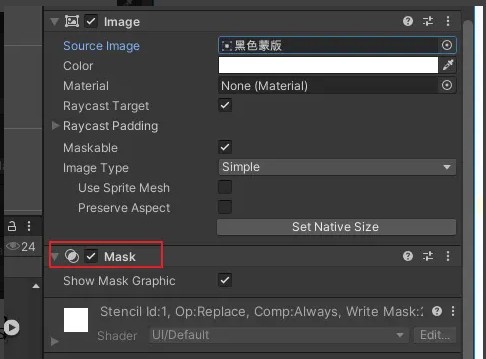 Image
Source Image 黑色蒙版
Color
Material None (Material)
Raycast Target
Raycast Padding
Maskable
Image Type Simple
Use Sprite Mesh
Preserve Aspect
Set Native Size
24
Mask
Show Mask Graphic
Stencil Id:1, Op:Replace, Comp:Always, Write Mask:
Shader UI/Default Edit...